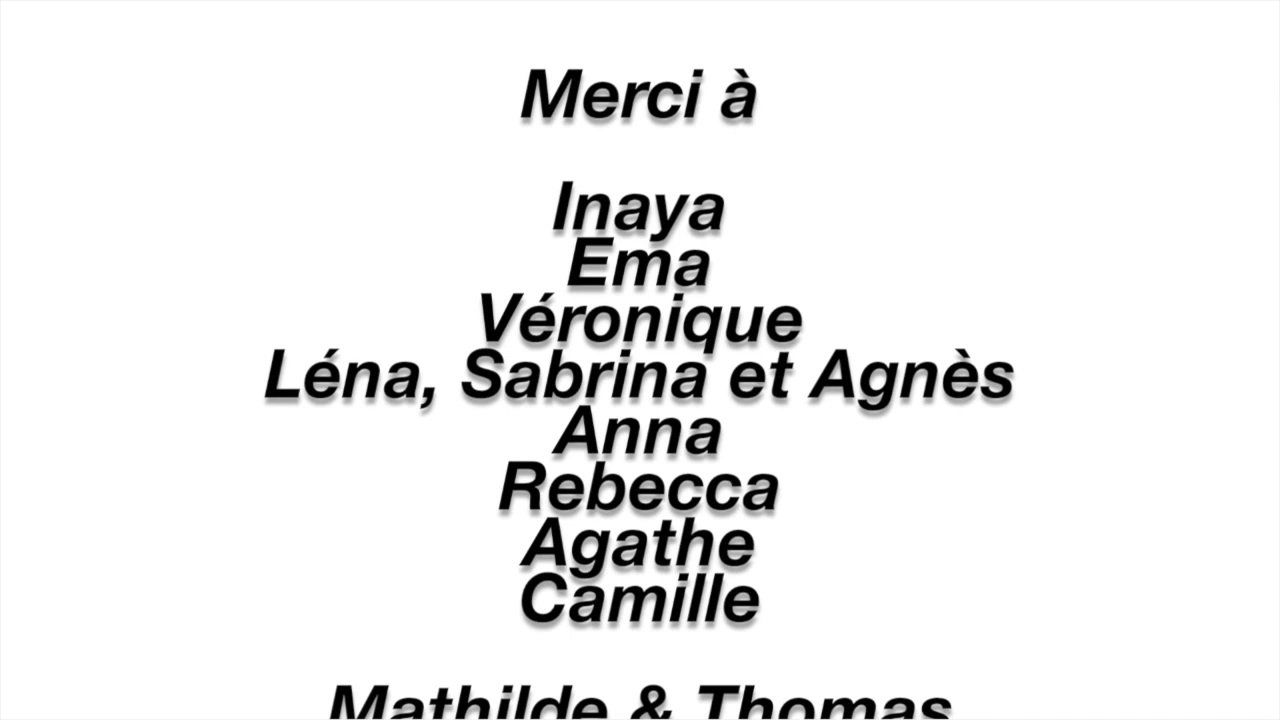 Merci à
Inaya
Ema
Véronique
Léna, Sabrina et Agnès
Anna
Rebecca
Agathe
Camille
Mathilde & Thomas